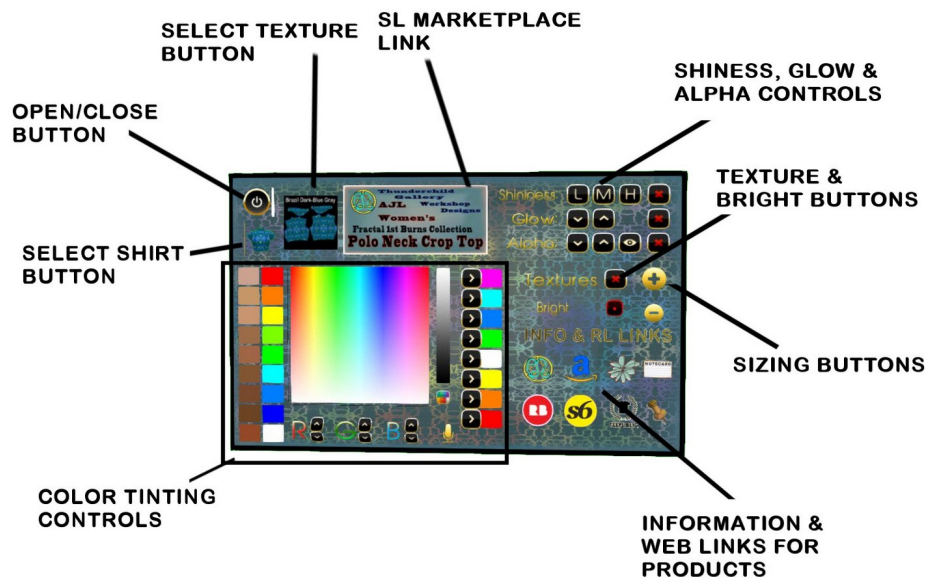 SELECT TEXTURE
BUTTON
SL MARKETPLACE
LINK
SHINESS, GLOW &
ALPHA CONTROLS
OPEN/CLOSE
BUTTON
TEXTURE &
BRIGHT BUTTONS
SELECT SHIRT
BUTTON
Brazil Dark-Blue Gray
Thunderchild
Gallery
AJL Workshop
Designs
Women's
Fractal 1st Burns Collection
Polo Neck Crop Top
Shininess: L M H
Glow:
Alpha:
Textures
Bright
INFO & RL LINKS
a NOTECARD
RB s6
R G B
SIZING BUTTONS
COLOR TINTING
CONTROLS
INFORMATION &
WEB LINKS FOR
PRODUCTS